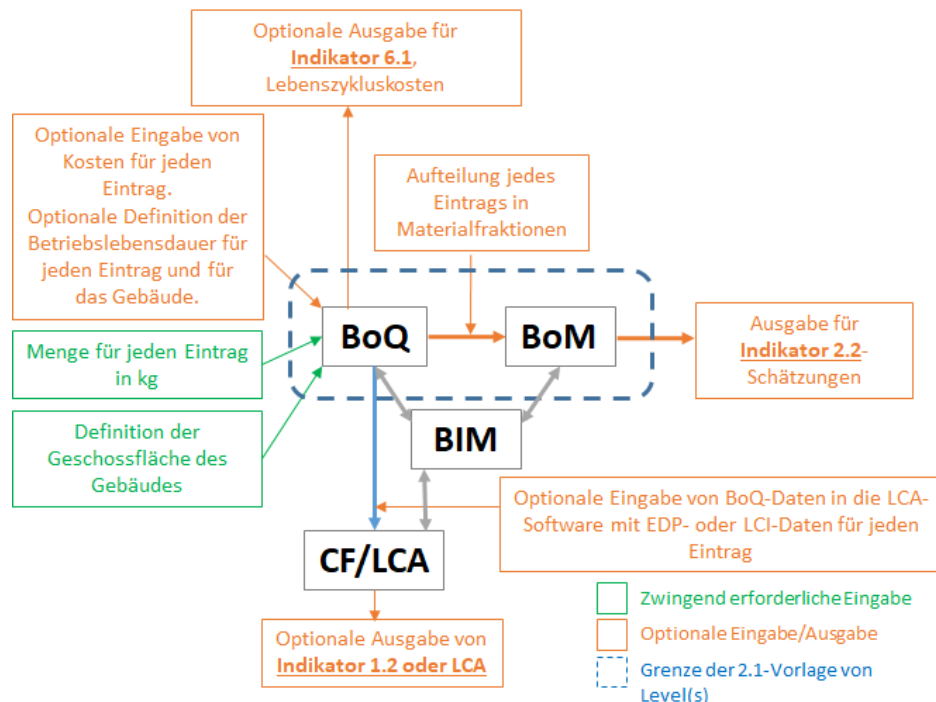 Optionale Ausgabe für
Indikator 6.1,
Lebenszykluskosten
Optionale Eingabe von
Kosten für jeden
Eintrag.
Optionale Definition der
Betriebslebensdauer für
jeden Eintrag und für
das Gebäude.
Aufteilung jedes
Eintrags in
Materialfraktionen
Menge für jeden Eintrag
in kg
BoQ
BoM
Ausgabe für
Indikator 2.2-
Schätzungen
Definition der
Geschossfläche des
Gebäudes
BIM
Optionale Eingabe von BoQ-Daten in die LCA-
Software mit EDP- oder LCI-Daten für jeden
Eintrag
CF/LCA
Optionale Ausgabe von
Indikator 1.2 oder LCA
Zwingend erforderliche Eingabe
Optionale Eingabe/Ausgabe
Grenze der 2.1-Vorlage von
Level(s)